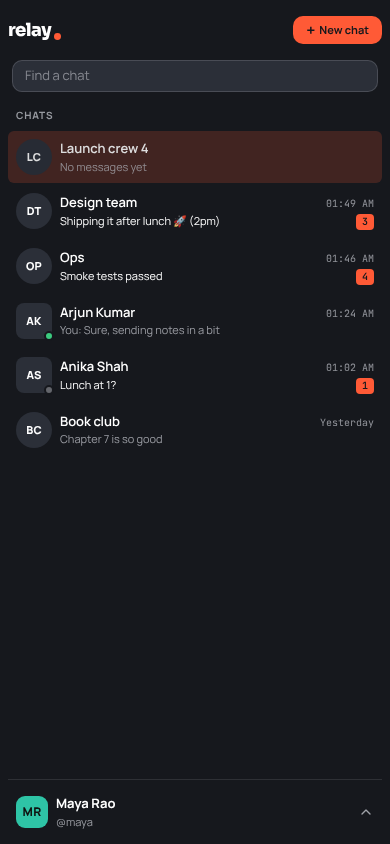 relay.
+ New chat
Find a chat
CHATS
LC
Launch crew 4
No messages yet
DT
Design team
01:49 AM
Shipping it after lunch 🚀 (2pm)
3
OP
Ops
01:46 AM
Smoke tests passed
4
AK
Arjun Kumar
01:24 AM
You: Sure, sending notes in a bit
AS
Anika Shah
01:02 AM
Lunch at 1?
1
BC
Book club
Yesterday
Chapter 7 is so good
MR
Maya Rao
@maya